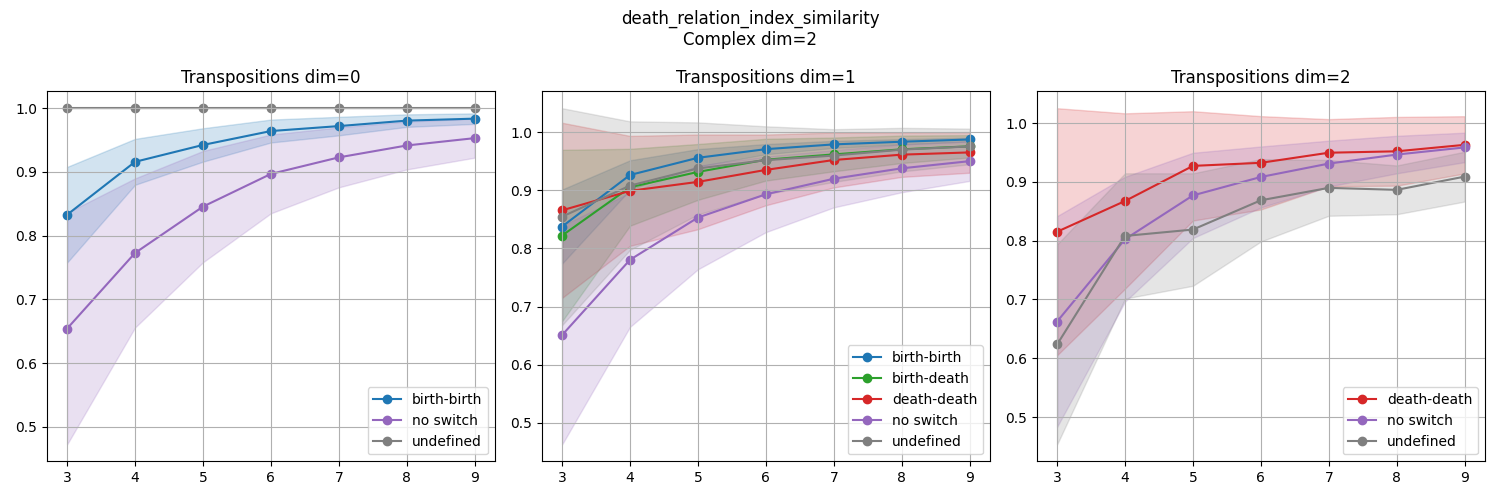 death_relation_index_similarity
Complex dim=2
Transpositions dim=0
1.0
0.9
0.8
0.7
0.6
0.5
3 4 5 6 7 8 9
birth-birth
no switch
undefined
Transpositions dim=1
1.0
0.9
0.8
0.7
0.6
0.5
3 4 5 6 7 8 9
birth-birth
birth-death
death-death
no switch
undefined
Transpositions dim=2
1.0
0.9
0.8
0.7
0.6
0.5
3 4 5 6 7 8 9
death-death
no switch
undefined